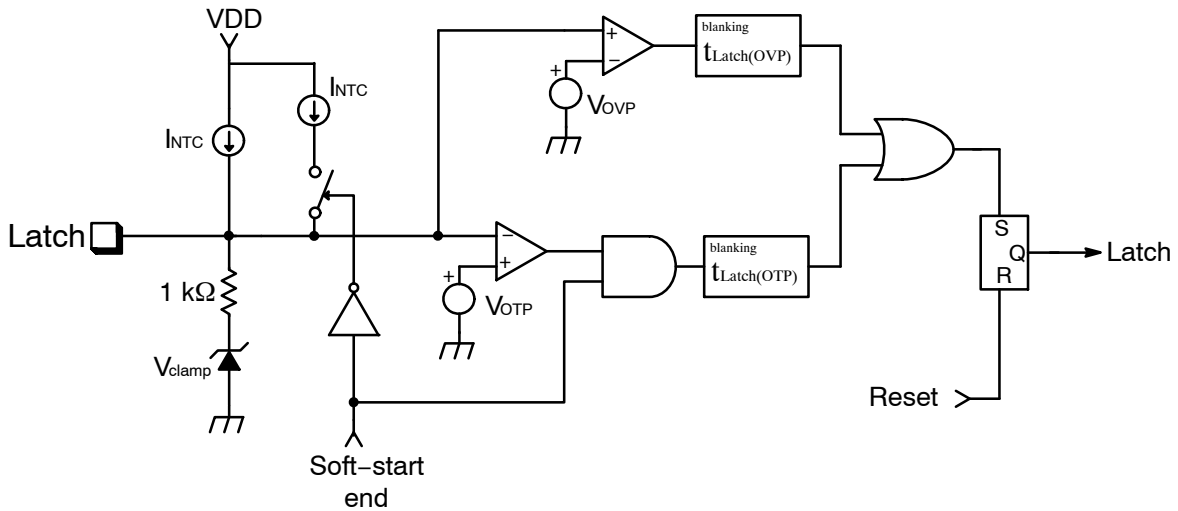 VDD
INTC
INTC
Latch
1 kΩ
Vclamp
Soft−start
end
+
−
+
VOVP
blanking
tLatch(OVP)
−
+
+
VOTP
blanking
tLatch(OTP)
S
Q
R
Latch
Reset